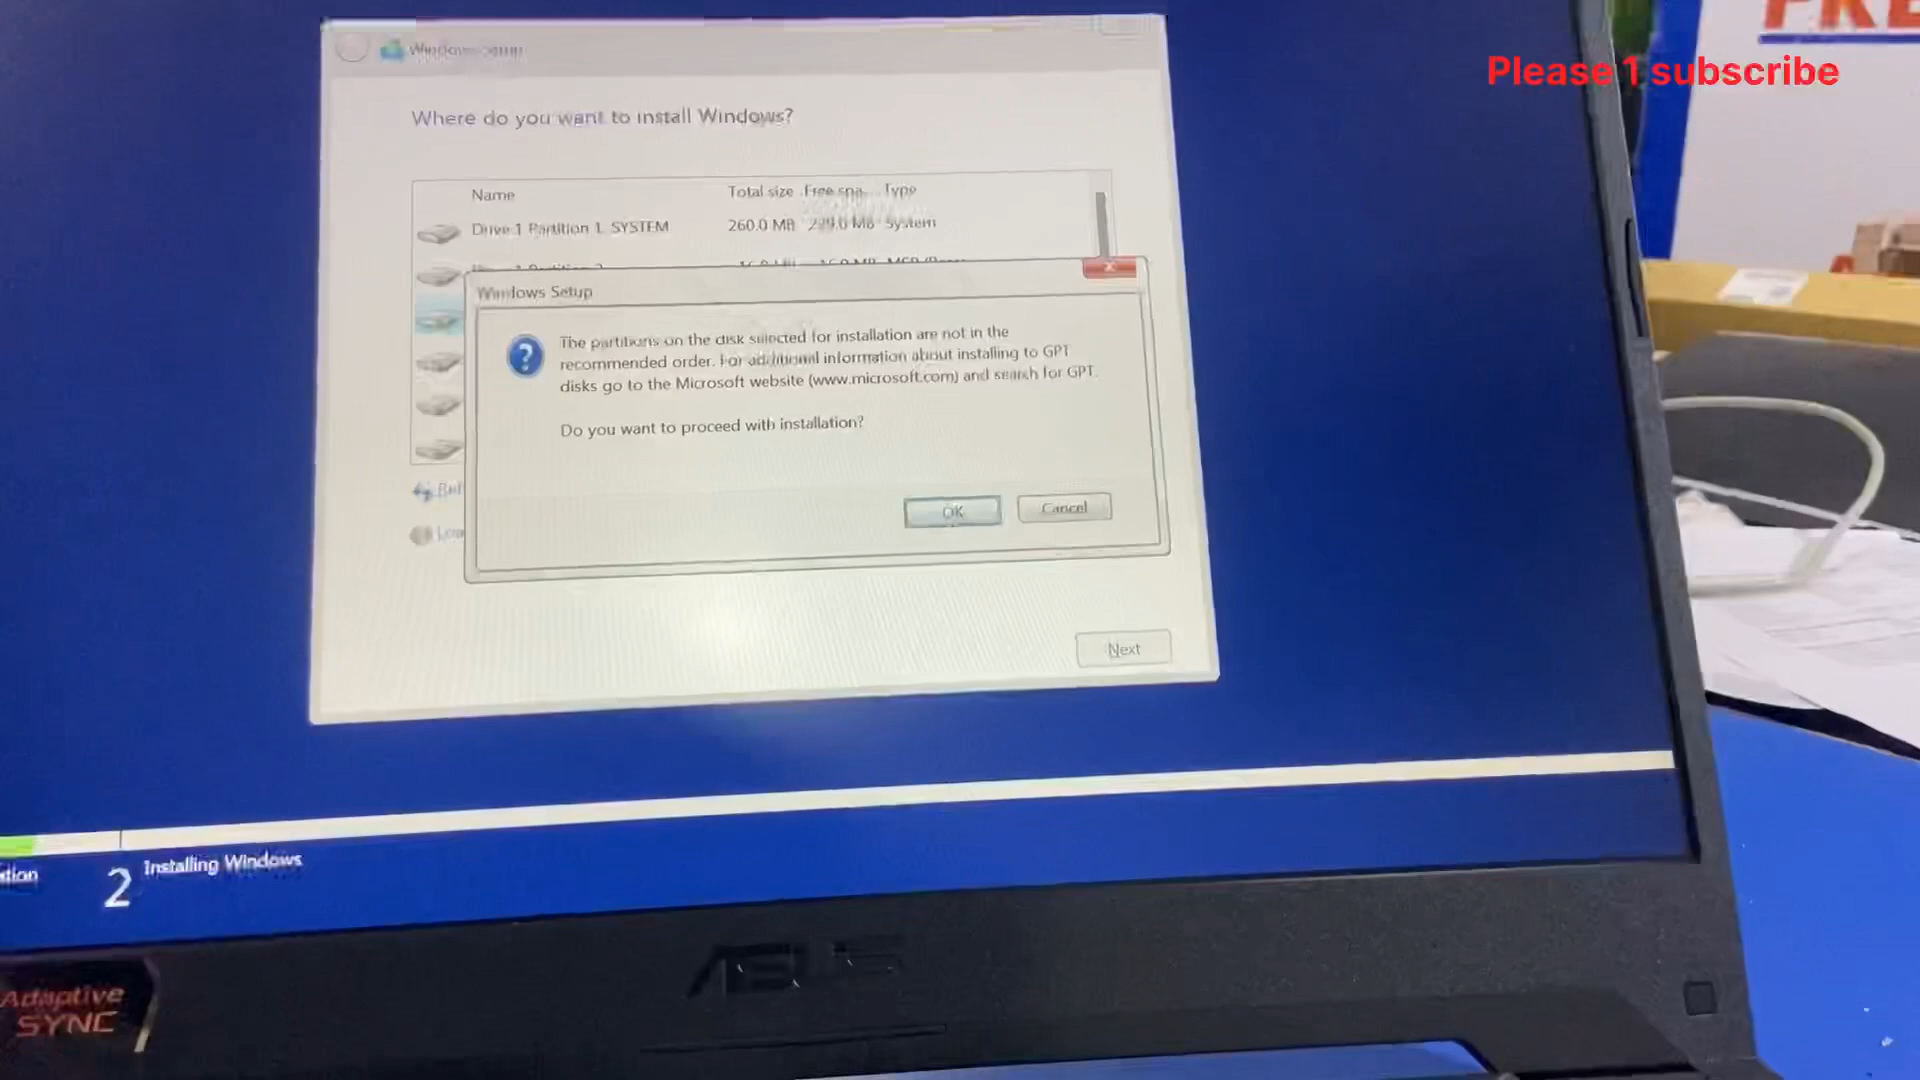 Please 1 subscribe
Windows Setup
Where do you want to install Windows?
Name Total size Free spa... Type
Drive 1 Partition 1: SYSTEM 260.0 MB System
Windows Setup
The partitions on the disk selected for installation are not in the
recommended order. For additional information about installing to GPT
disks go to the Microsoft website (www.microsoft.com) and search for GPT.
Do you want to proceed with installation?
OK Cancel
Next
2 Installing Windows
ASUS
Adaptive
SYNC